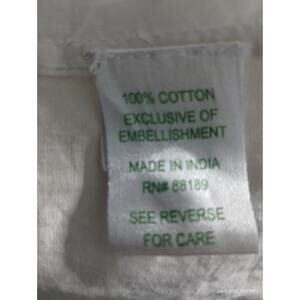 100% COTTON
EXCLUSIVE OF
EMBELLISHMENT
MADE IN INDIA
RN# 88189
SEE REVERSE
FOR CARE